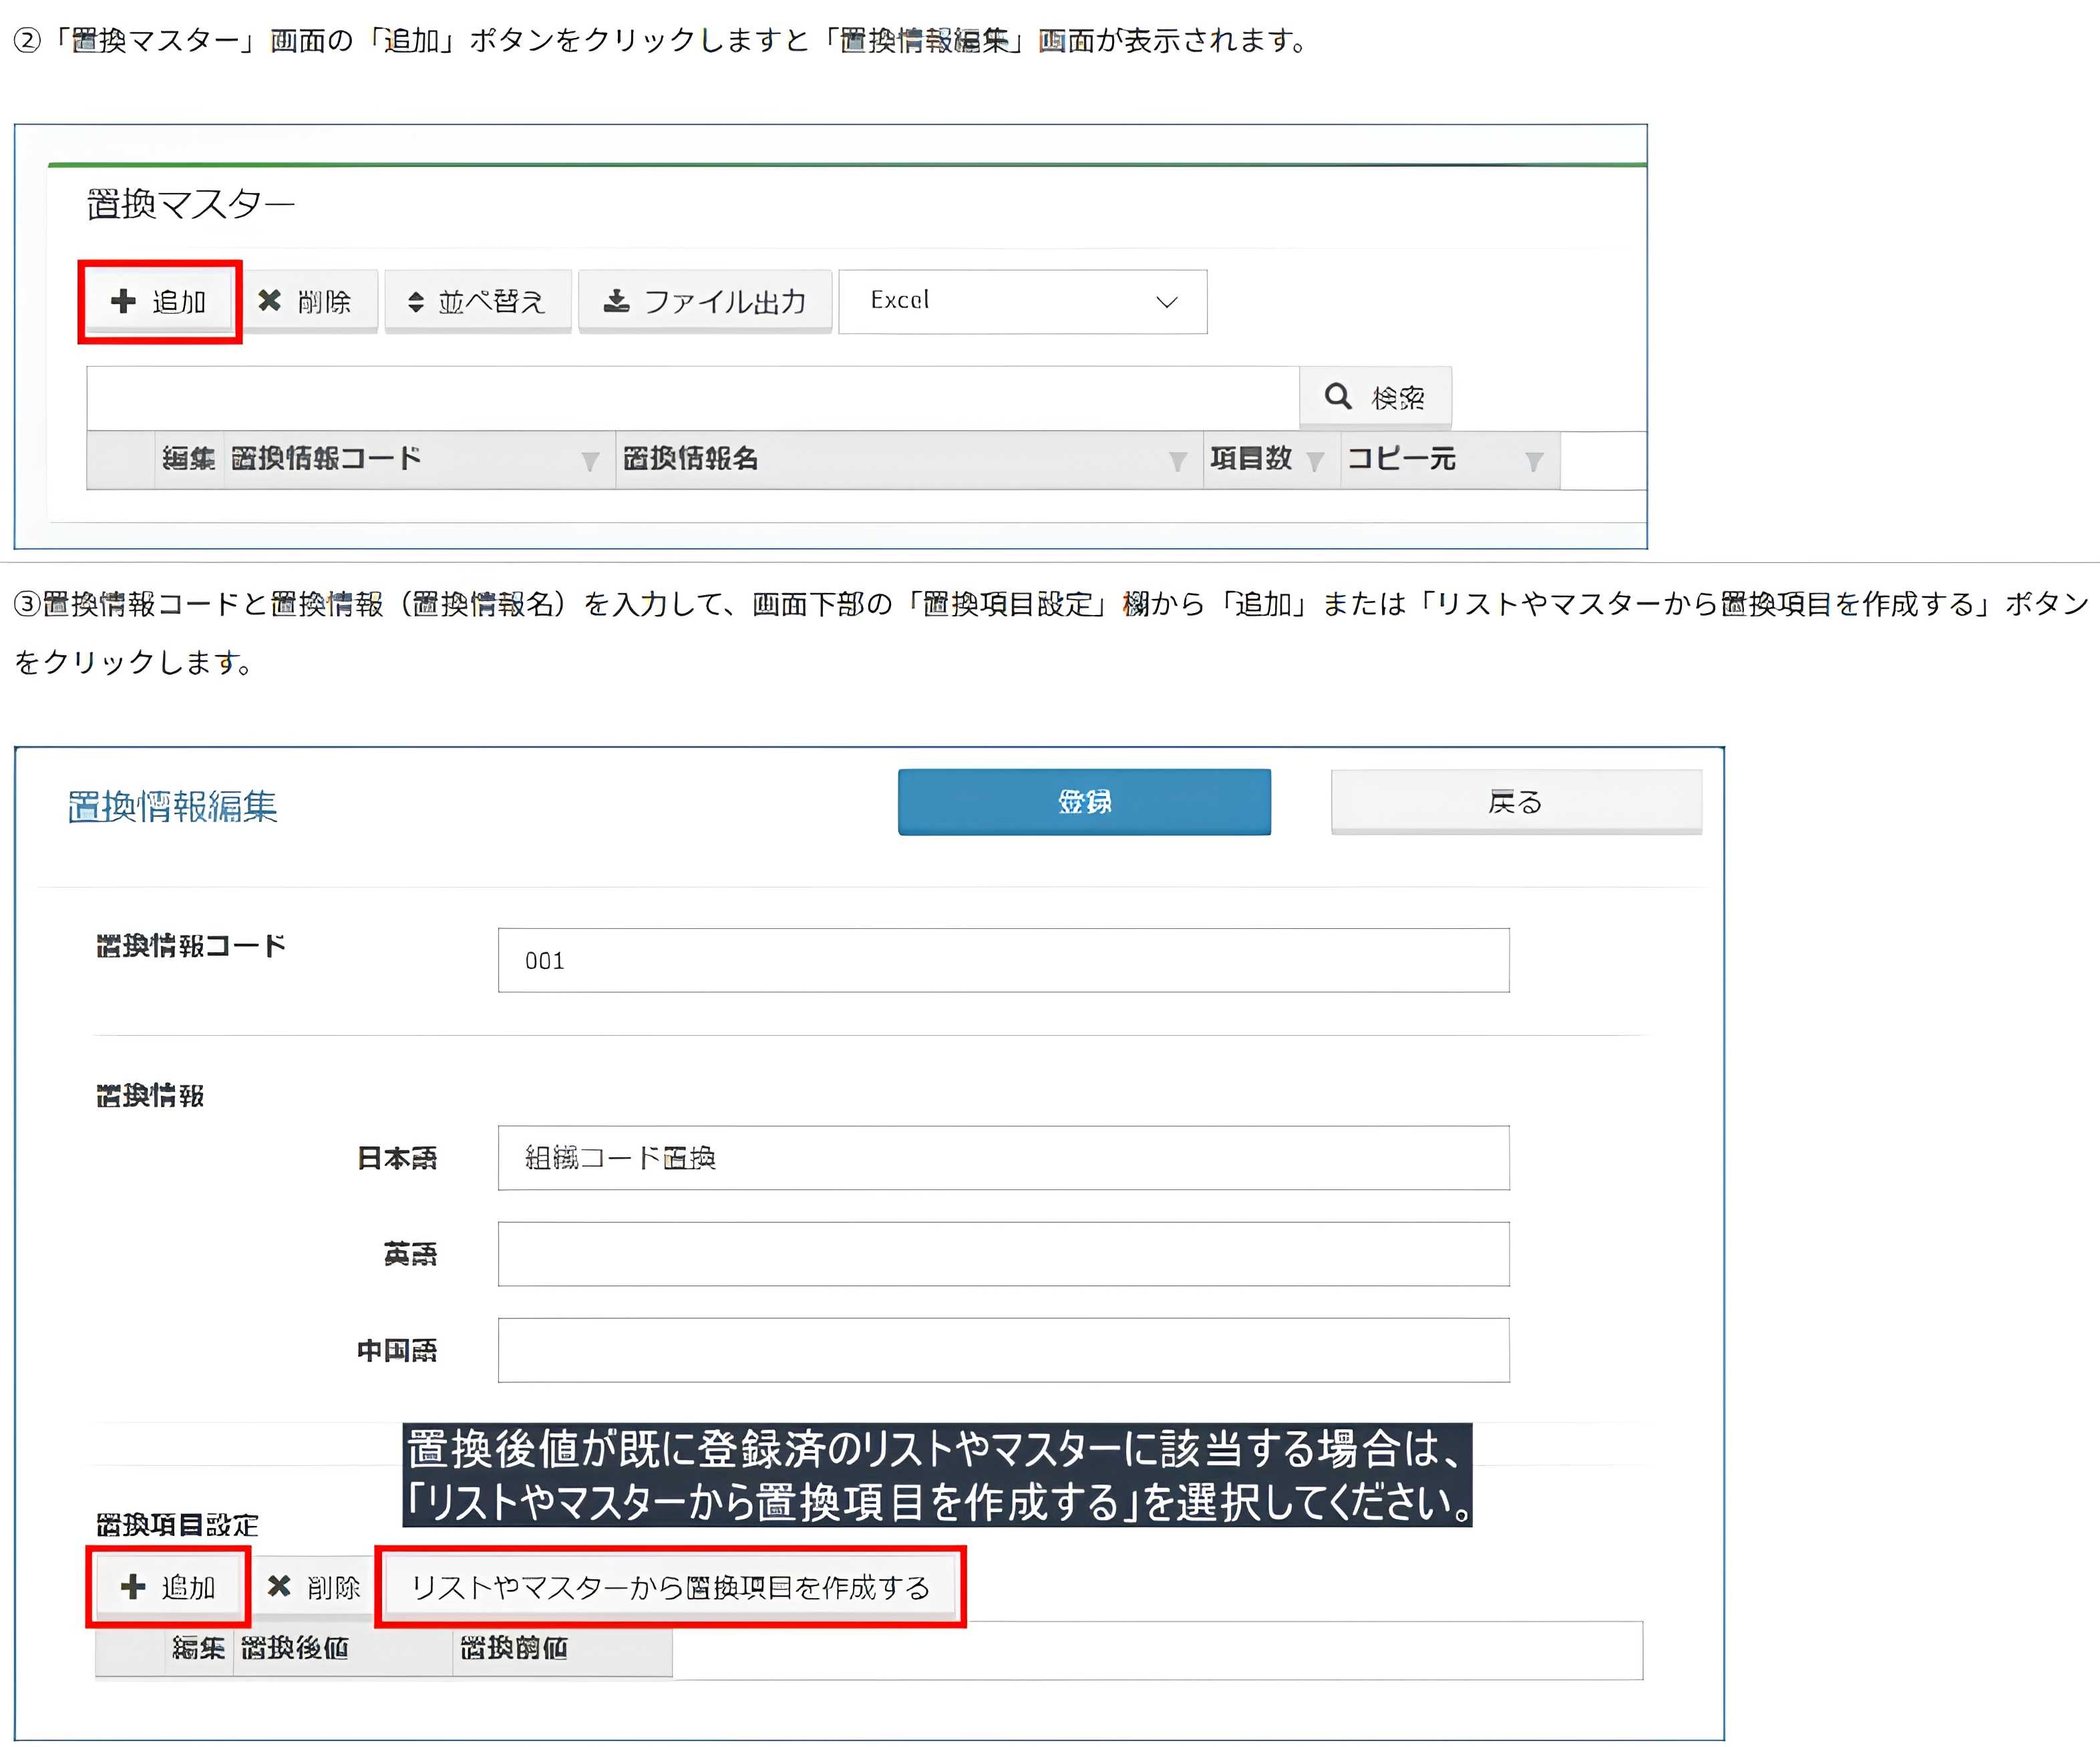 ②「置換マスター」画面の「追加」ボタンをクリックしますと「置換情報編集」画面が表示されます。
置換マスター
追加 削除 並べ替え ファイル出力 Excel
検索
編集 置換情報コード 置換情報名 項目数 コピー元
③置換情報コードと置換情報（置換情報名）を入力して、画面下部の「置換項目設定」欄から「追加」または「リストやマスターから置換項目を作成する」ボタン
をクリックします。
置換情報編集 登録 戻る
置換情報コード 001
置換情報
日本語 組織コード置換
英語
中国語
置換後値が既に登録済のリストやマスターに該当する場合は、
「リストやマスターから置換項目を作成する」を選択してください。
置換項目設定
追加 削除 リストやマスターから置換項目を作成する
編集 置換後値 置換前値